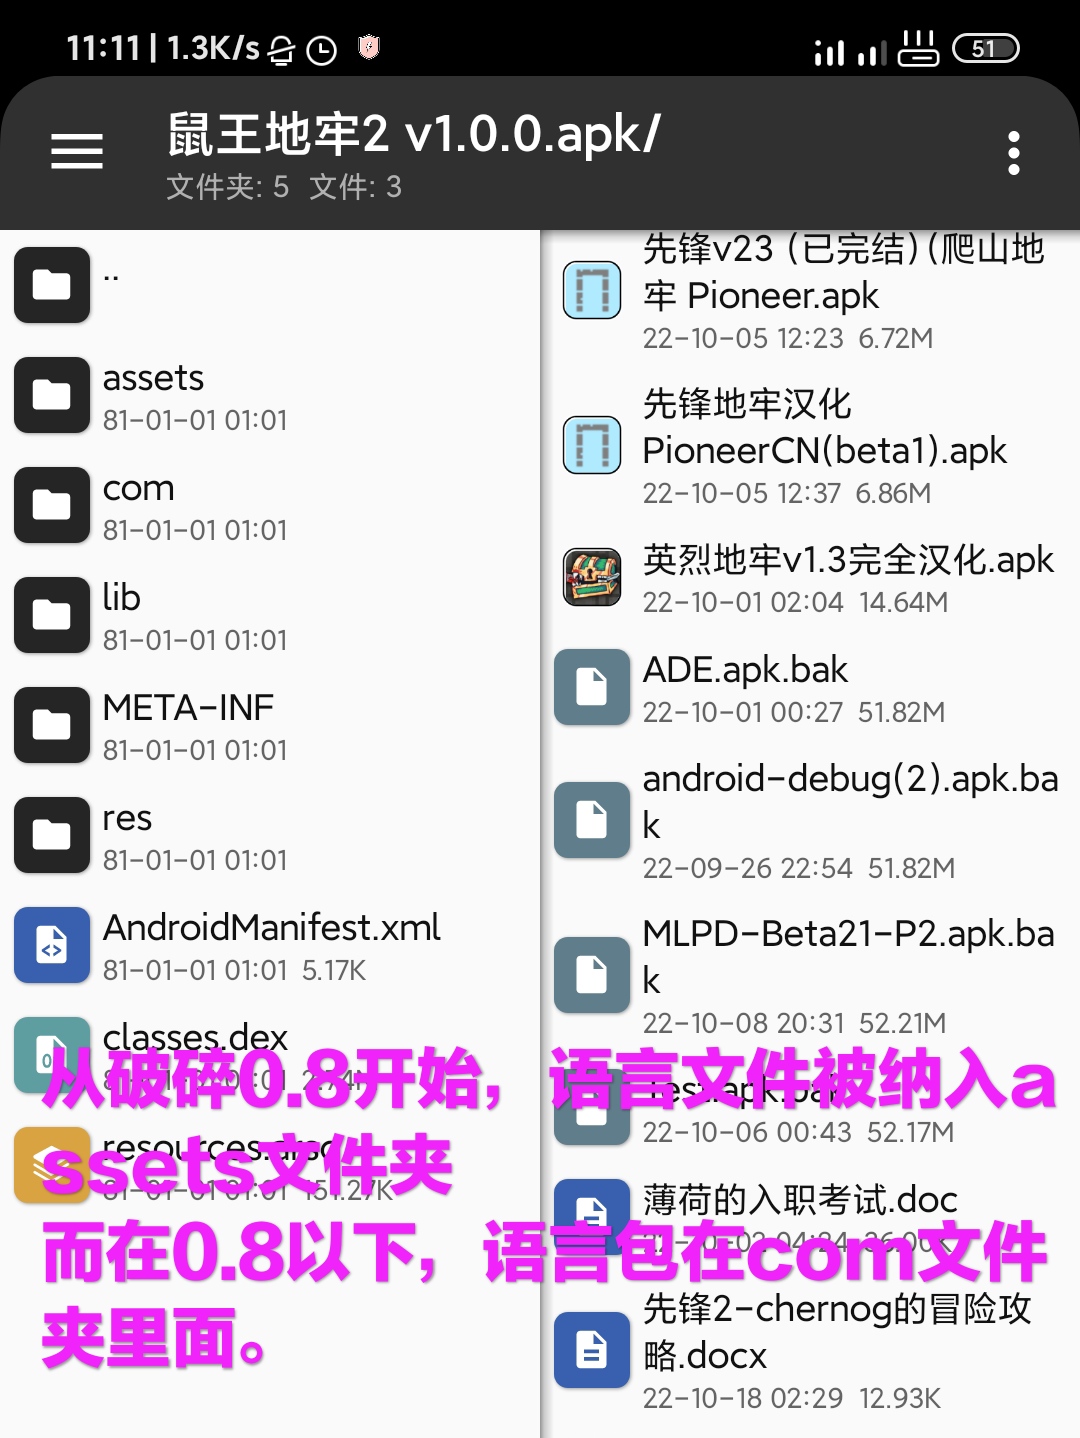 11:11 | 1.3K/s
51
鼠王地牢2 v1.0.0.apk/
文件夹: 5 文件: 3
..
assets
81-01-01 01:01
com
81-01-01 01:01
lib
81-01-01 01:01
META-INF
81-01-01 01:01
res
81-01-01 01:01
AndroidManifest.xml
81-01-01 01:01 5.17K
classes.dex
resources.arsc
81-01-01 01:01 151.27K
先锋v23（已完结）(爬山地
牢 Pioneer.apk
22-10-05 12:23 6.72M
先锋地牢汉化
PioneerCN(beta1).apk
22-10-05 12:37 6.86M
英烈地牢v1.3完全汉化.apk
22-10-01 02:04 14.64M
ADE.apk.bak
22-10-01 00:27 51.82M
android-debug(2).apk.ba
k
22-09-26 22:54 51.82M
MLPD-Beta21-P2.apk.ba
k
22-10-08 20:31 52.21M
Test.apk.bak
22-10-06 00:43 52.17M
薄荷的入职考试.doc
22-10-02 04:24 36.00K
先锋2-chernog的冒险攻
略.docx
22-10-18 02:29 12.93K
从破碎0.8开始，语言文件被纳入a
ssets文件夹
而在0.8以下，语言包在com文件
夹里面。